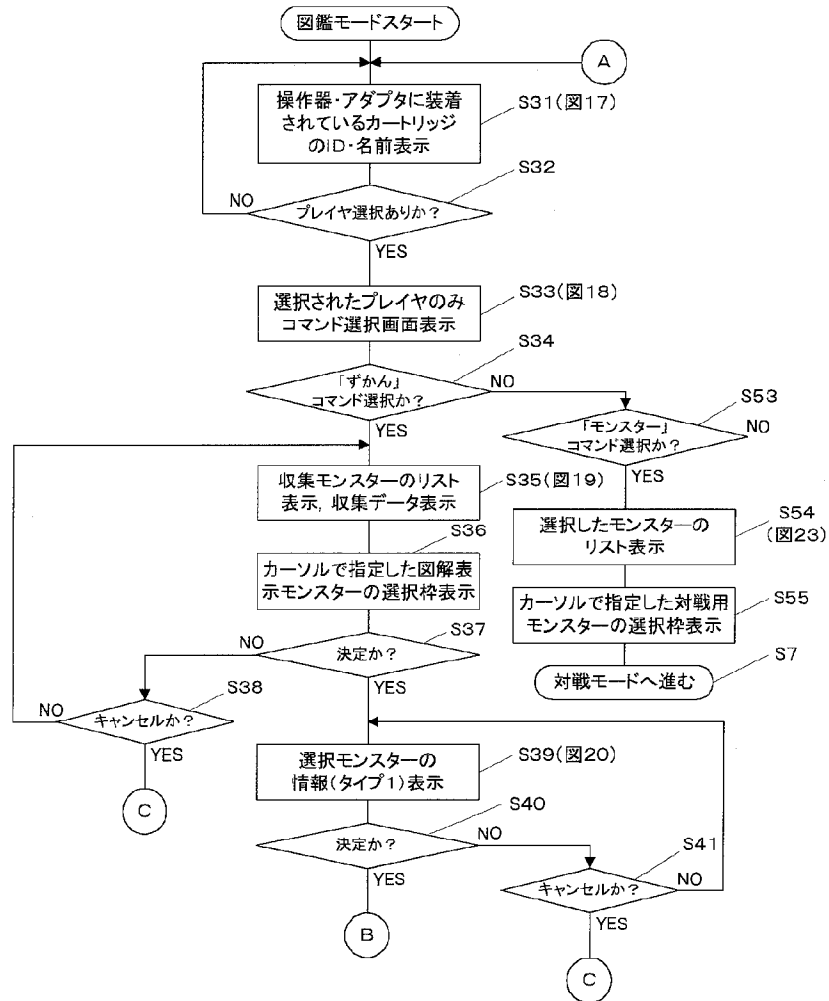 図鑑モードスタート
A
操作器・アダプタに装着
されているカートリッジ
のID・名前表示
S31(図17)
S32
NO
プレイヤ選択ありか？
YES
選択されたプレイヤのみ
コマンド選択画面表示
S33(図18)
S34
「ずかん」
コマンド選択か？
NO
YES
S53
「モンスター」
コマンド選択か？
NO
YES
収集モンスターのリスト
表示，収集データ表示
S35(図19)
選択したモンスターの
リスト表示
S54
(図23)
S36
カーソルで指定した図解表
示モンスターの選択枠表示
カーソルで指定した対戦用
モンスターの選択枠表示
S55
S37
NO
決定か？
YES
対戦モードへ進む
S7
S38
NO
キャンセルか？
YES
C
選択モンスターの
情報(タイプ1)表示
S39(図20)
S40
決定か？
NO
YES
S41
キャンセルか？
NO
YES
B
C